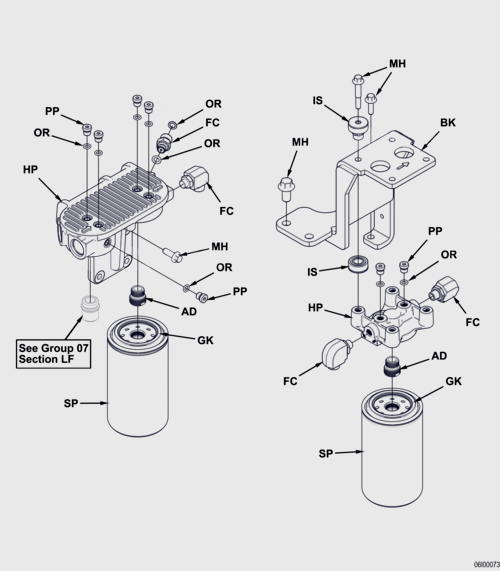 MH
IS
OR
PP
FC
BK
OR
OR
MH
HP
FC
PP
MH
OR
OR
IS
PP
HP
AD
FC
See Group 07
Section LF
GK
AD
FC
GK
SP
SP
06I00073